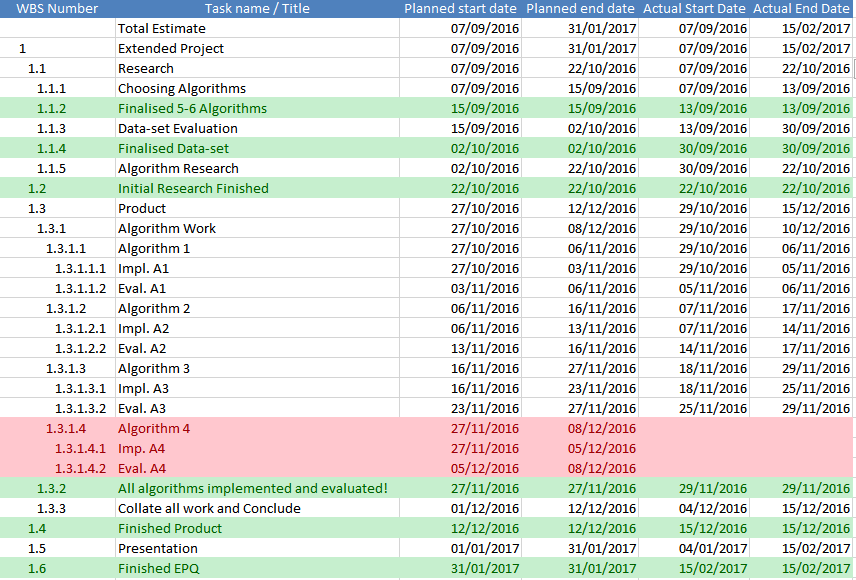 WBS Number Task name / Title Planned start date Planned end date Actual Start Date Actual End Date
Total Estimate 07/09/2016 31/01/2017 07/09/2016 15/02/2017
1 Extended Project 07/09/2016 31/01/2017 07/09/2016 15/02/2017
1.1 Research 07/09/2016 22/10/2016 07/09/2016 22/10/2016
1.1.1 Choosing Algorithms 07/09/2016 15/09/2016 07/09/2016 13/09/2016
1.1.2 Finalised 5-6 Algorithms 15/09/2016 15/09/2016 13/09/2016 13/09/2016
1.1.3 Data-set Evaluation 15/09/2016 02/10/2016 13/09/2016 30/09/2016
1.1.4 Finalised Data-set 02/10/2016 02/10/2016 30/09/2016 30/09/2016
1.1.5 Algorithm Research 02/10/2016 22/10/2016 30/09/2016 22/10/2016
1.2 Initial Research Finished 22/10/2016 22/10/2016 22/10/2016 22/10/2016
1.3 Product 27/10/2016 12/12/2016 29/10/2016 15/12/2016
1.3.1 Algorithm Work 27/10/2016 08/12/2016 29/10/2016 10/12/2016
1.3.1.1 Algorithm 1 27/10/2016 06/11/2016 29/10/2016 06/11/2016
1.3.1.1.1 Impl. A1 27/10/2016 03/11/2016 29/10/2016 05/11/2016
1.3.1.1.2 Eval. A1 03/11/2016 06/11/2016 05/11/2016 06/11/2016
1.3.1.2 Algorithm 2 06/11/2016 16/11/2016 07/11/2016 17/11/2016
1.3.1.2.1 Impl. A2 06/11/2016 13/11/2016 07/11/2016 14/11/2016
1.3.1.2.2 Eval. A2 13/11/2016 16/11/2016 14/11/2016 17/11/2016
1.3.1.3 Algorithm 3 16/11/2016 27/11/2016 18/11/2016 29/11/2016
1.3.1.3.1 Impl. A3 16/11/2016 23/11/2016 18/11/2016 25/11/2016
1.3.1.3.2 Eval. A3 23/11/2016 27/11/2016 25/11/2016 29/11/2016
1.3.1.4 Algorithm 4 27/11/2016 08/12/2016
1.3.1.4.1 Imp. A4 27/11/2016 05/12/2016
1.3.1.4.2 Eval. A4 05/12/2016 08/12/2016
1.3.2 All algorithms implemented and evaluated! 27/11/2016 27/11/2016 29/11/2016 29/11/2016
1.3.3 Collate all work and Conclude 01/12/2016 12/12/2016 04/12/2016 15/12/2016
1.4 Finished Product 12/12/2016 12/12/2016 15/12/2016 15/12/2016
1.5 Presentation 01/01/2017 31/01/2017 04/01/2017 15/02/2017
1.6 Finished EPQ 31/01/2017 31/01/2017 15/02/2017 15/02/2017